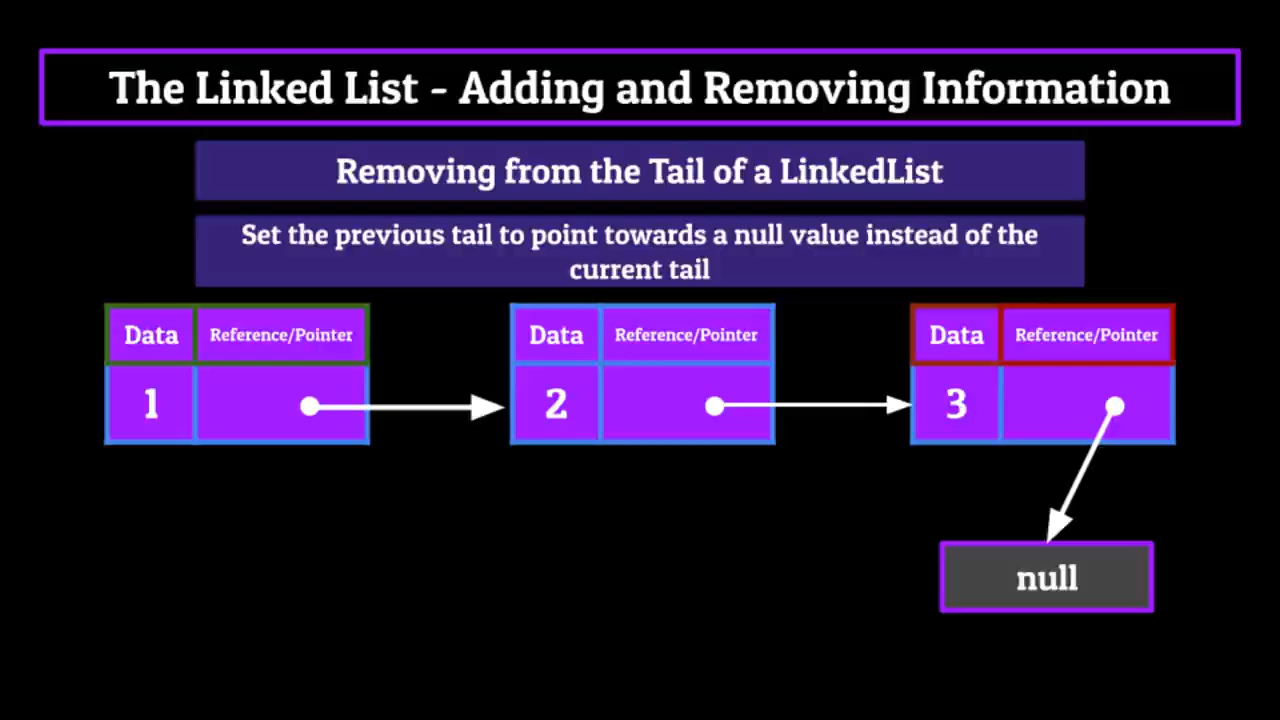 The Linked List - Adding and Removing Information
Removing from the Tail of a LinkedList
Set the previous tail to point towards a null value instead of the
current tail
Data Reference/Pointer Data Reference/Pointer Data Reference/Pointer
1 2 3
null